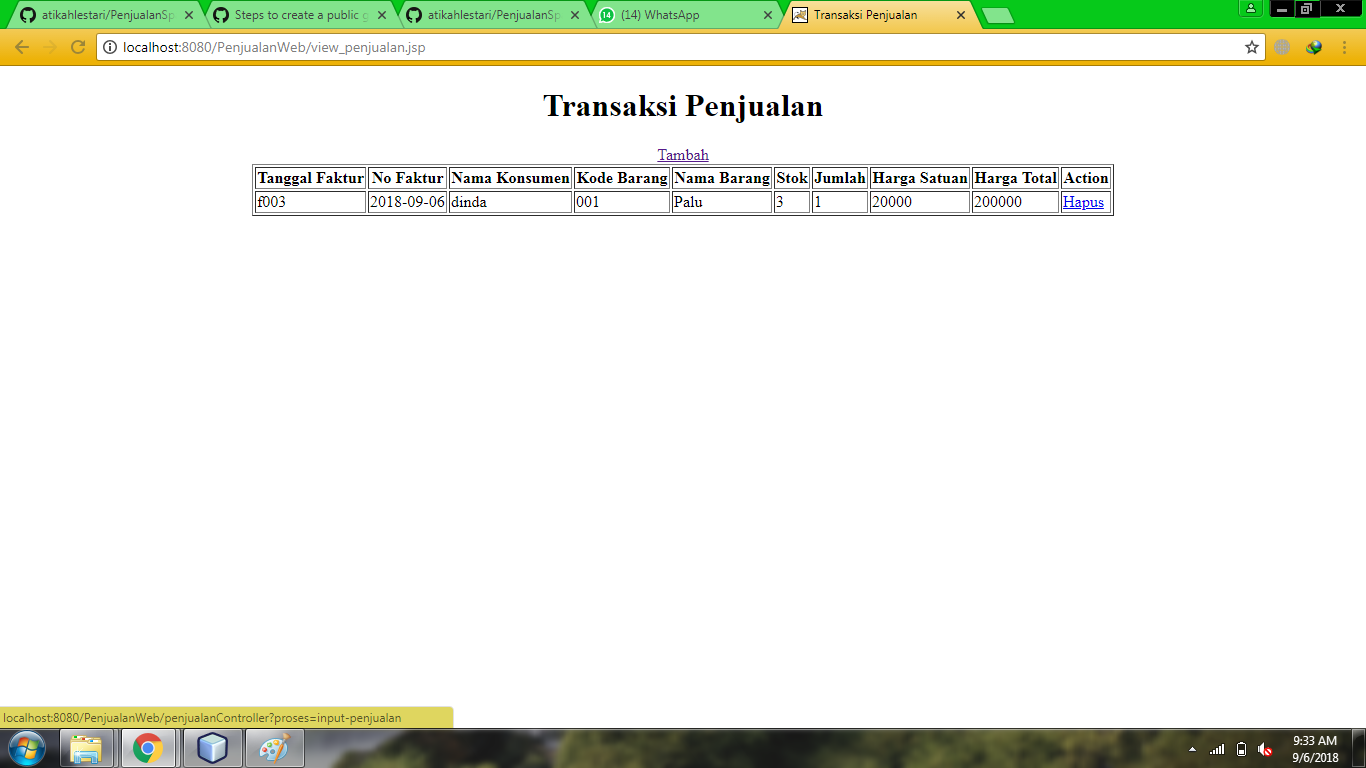 atikahlestari/PenjualanSp
Steps to create a public g
atikahlestari/PenjualanSp
14 (14) WhatsApp
Transaksi Penjualan
localhost:8080/PenjualanWeb/view_penjualan.jsp
Transaksi Penjualan
Tambah
Tanggal Faktur No Faktur Nama Konsumen Kode Barang Nama Barang Stok Jumlah Harga Satuan Harga Total Action
f003 2018-09-06 dinda 001 Palu 3 1 20000 200000 Hapus
localhost:8080/PenjualanWeb/penjualanController?proses=input-penjualan
9:33 AM
9/6/2018